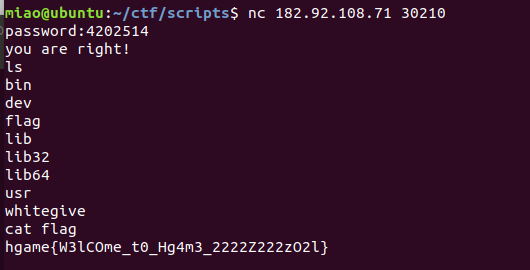 miao@ubuntu:~/ctf/scripts$ nc 182.92.108.71 30210
password:4202514
you are right!
ls
bin
dev
flag
lib
lib32
lib64
usr
whitegive
cat flag
hgame{W3lCOme_t0_Hg4m3_2222Z222zO2l}